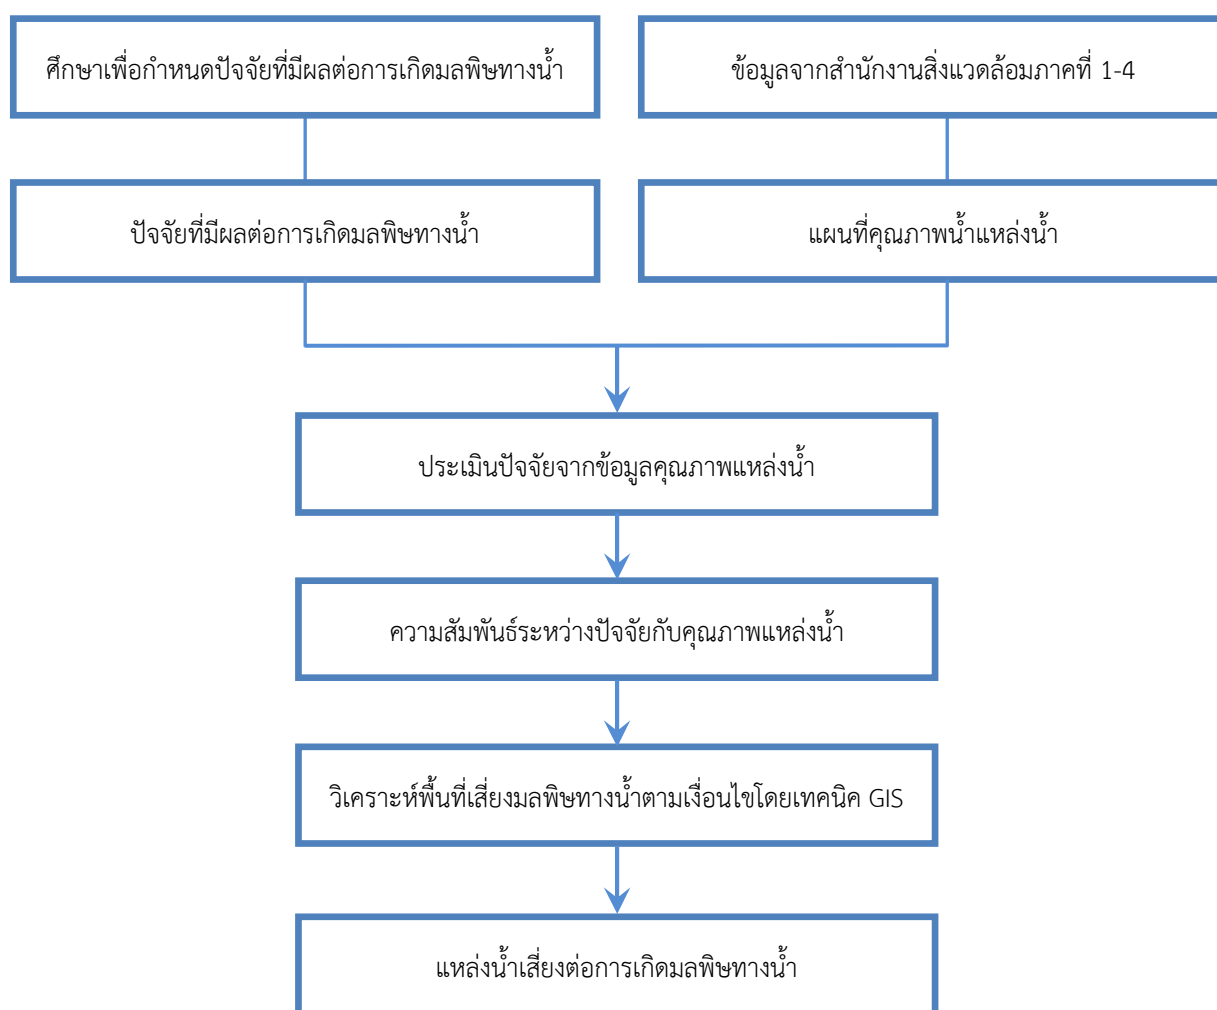 ศึกษาเพื่อกำหนดปัจจัยที่มีผลต่อการเกิดมลพิษทางน้ำ
ข้อมูลจากสำนักงานสิ่งแวดล้อมภาคที่ 1-4
ปัจจัยที่มีผลต่อการเกิดมลพิษทางน้ำ
แผนที่คุณภาพน้ำแหล่งน้ำ
ประเมินปัจจัยจากข้อมูลคุณภาพแหล่งน้ำ
ความสัมพันธ์ระหว่างปัจจัยกับคุณภาพแหล่งน้ำ
วิเคราะห์พื้นที่เสี่ยงมลพิษทางน้ำตามเงื่อนไขโดยเทคนิค GIS
แหล่งน้ำเสี่ยงต่อการเกิดมลพิษทางน้ำ